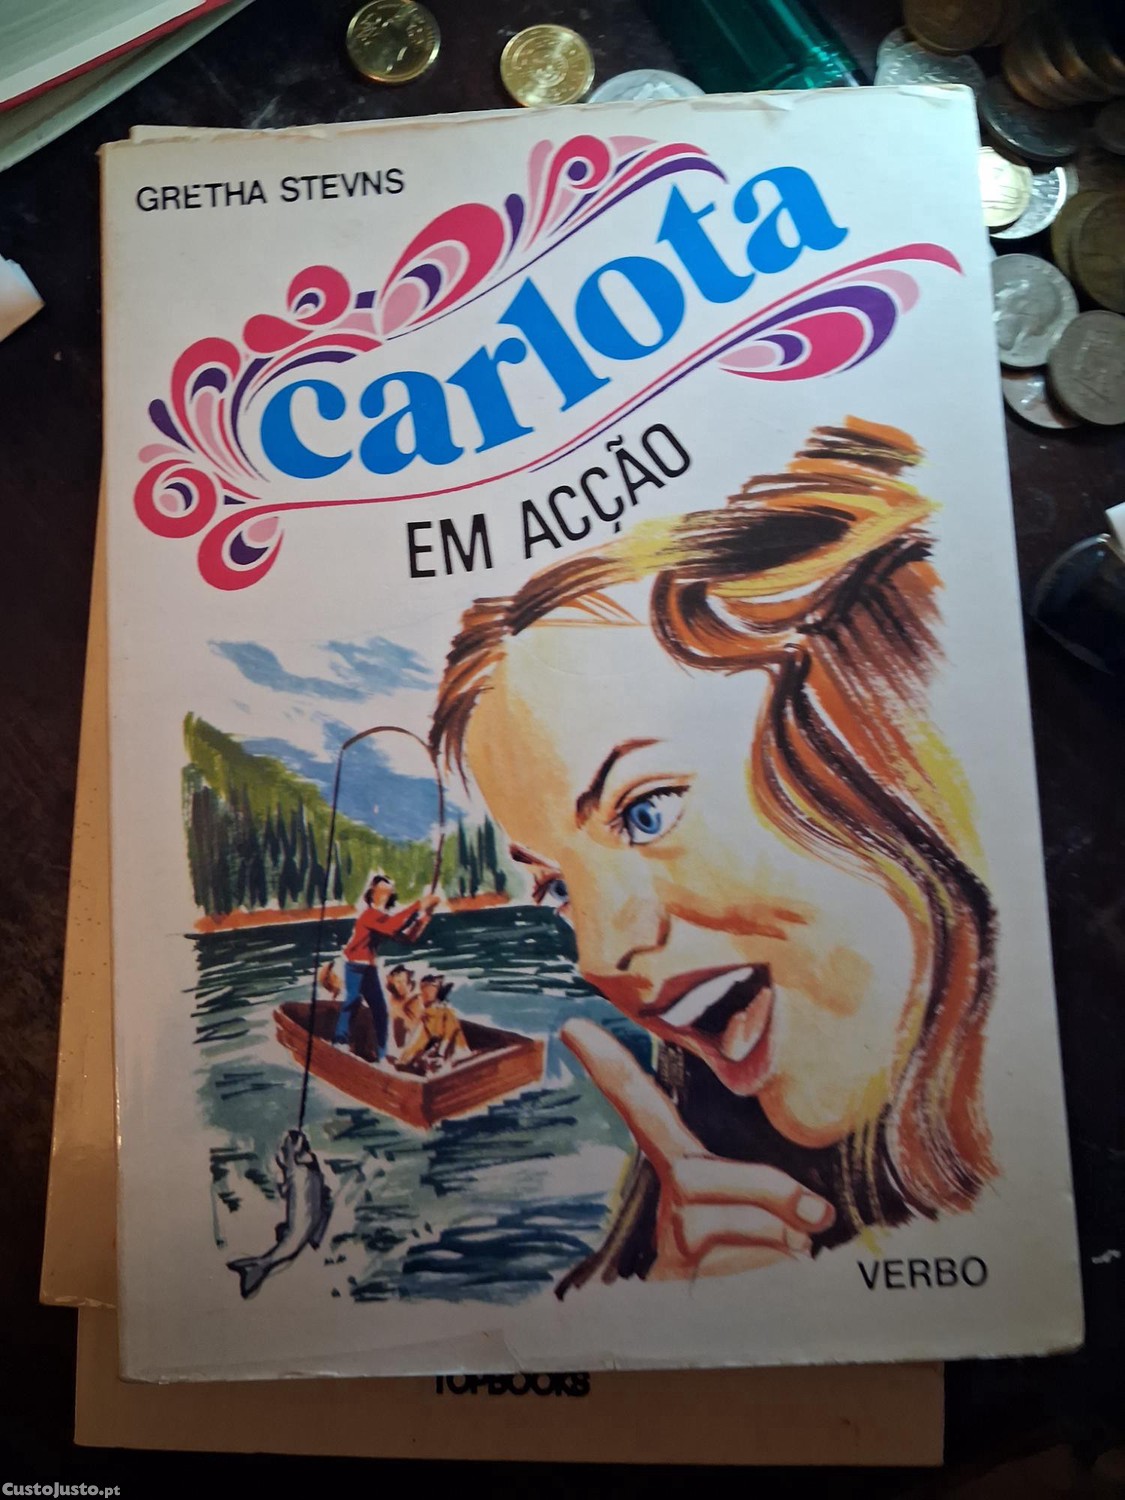 GRETHA STEVNS
carlota
EM ACÇÃO
VERBO
TOPBOOKS
CustoJusto.pt